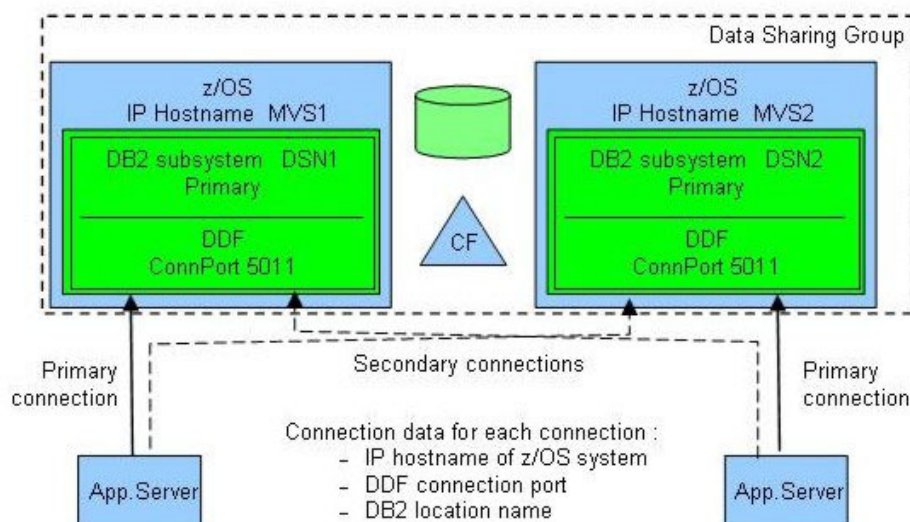 Data Sharing Group
z/OS
IP Hostname MVS1
DB2 subsystem DSN1
Primary
DDF
ConnPort 5011
CF
z/OS
IP Hostname MVS2
DB2 subsystem DSN2
Primary
DDF
ConnPort 5011
Primary
connection
Secondary connections
Primary
connection
Connection data for each connection :
- IP hostname of z/OS system
- DDF connection port
- DB2 location name
App.Server
App.Server